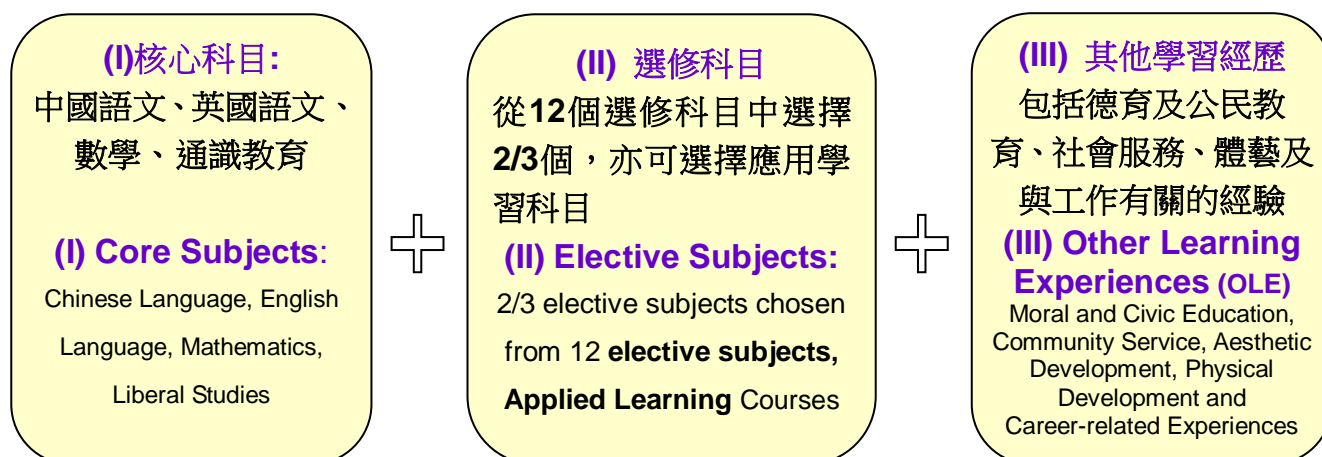 (I)核心科目:
中國語文、英國語文、
數學、通識教育
(I) Core Subjects:
Chinese Language, English
Language, Mathematics,
Liberal Studies
(II) 選修科目
從12個選修科目中選擇
2/3個，亦可選擇應用學
習科目
(II) Elective Subjects:
2/3 elective subjects chosen
from 12 elective subjects,
Applied Learning Courses
(III) 其他學習經歷
包括德育及公民教
育、社會服務、體藝及
與工作有關的經驗
(III) Other Learning
Experiences (OLE)
Moral and Civic Education,
Community Service, Aesthetic
Development, Physical
Development and
Career-related Experiences